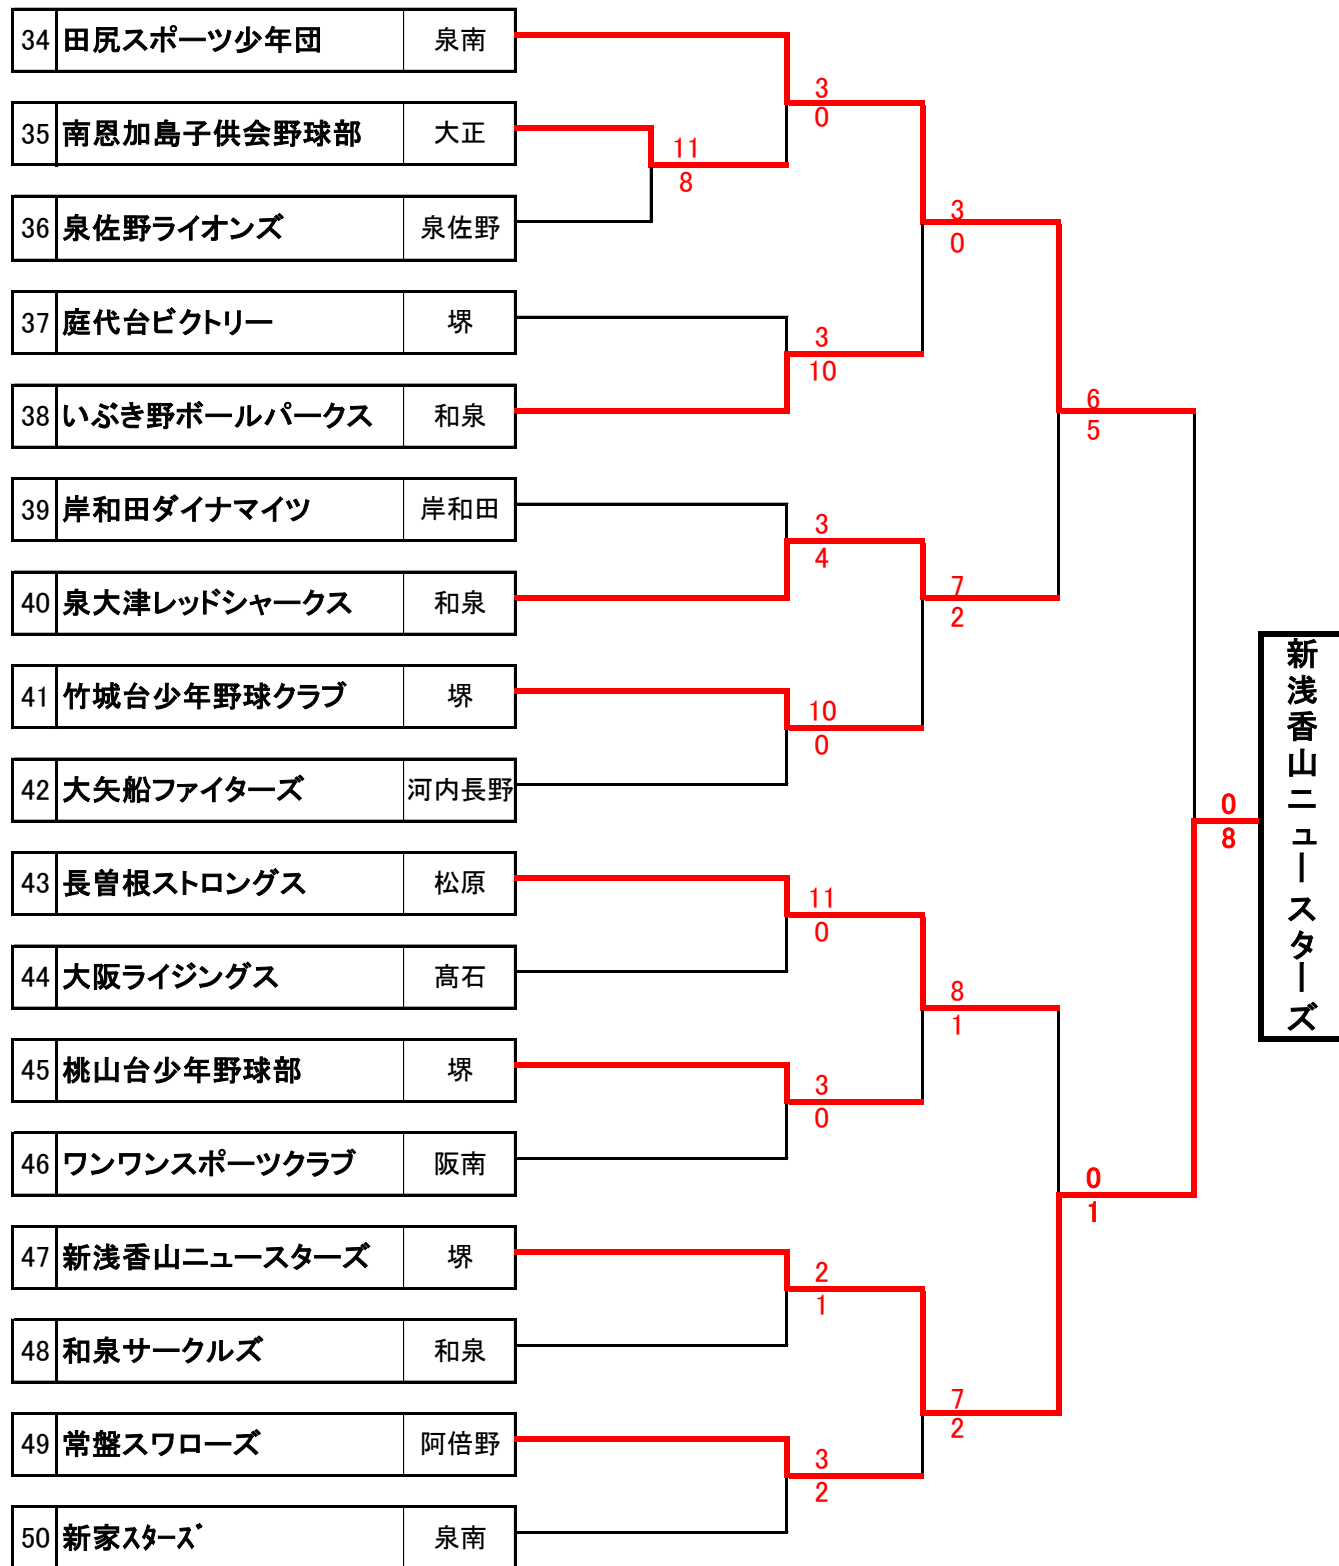 34 田尻スポーツ少年団 泉南
3
0
35 南恩加島子供会野球部 大正
11
8
36 泉佐野ライオンズ 泉佐野
3
0
37 庭代台ビクトリー 堺
3
10
38 いぶき野ボールパークス 和泉
6
5
39 岸和田ダイナマイツ 岸和田
3
4
40 泉大津レッドシャークス 和泉
7
2
41 竹城台少年野球クラブ 堺
10
0
42 大矢船ファイターズ 河内長野
0
8
新浅香山ニュースターズ
43 長曽根ストロングス 松原
11
0
44 大阪ライジングス 髙石
8
1
45 桃山台少年野球部 堺
3
0
46 ワンワンスポーツクラブ 阪南
0
1
47 新浅香山ニュースターズ 堺
2
1
48 和泉サークルズ 和泉
7
2
49 常盤スワローズ 阿倍野
3
2
50 新家ｽﾀｰｽﾞ 泉南